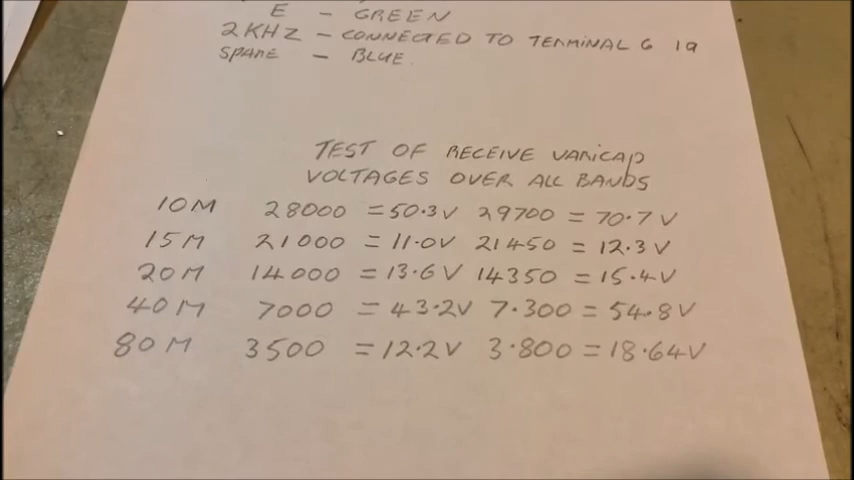 E - GREEN
2KHZ - CONNECTED TO TERMINAL G 19
SPARE - BLUE
TEST OF RECEIVE VARICAP
VOLTAGES OVER ALL BANDS
10M 28000 =50.3V 29700 = 70.7V
15M 21000 = 11.0V 21450 = 12.3V
20M 14000 = 13.6V 14350 = 15.4V
40M 7000 = 43.2V 7.300 = 54.8V
80M 3500 =12.2V 3.800 =18.64V